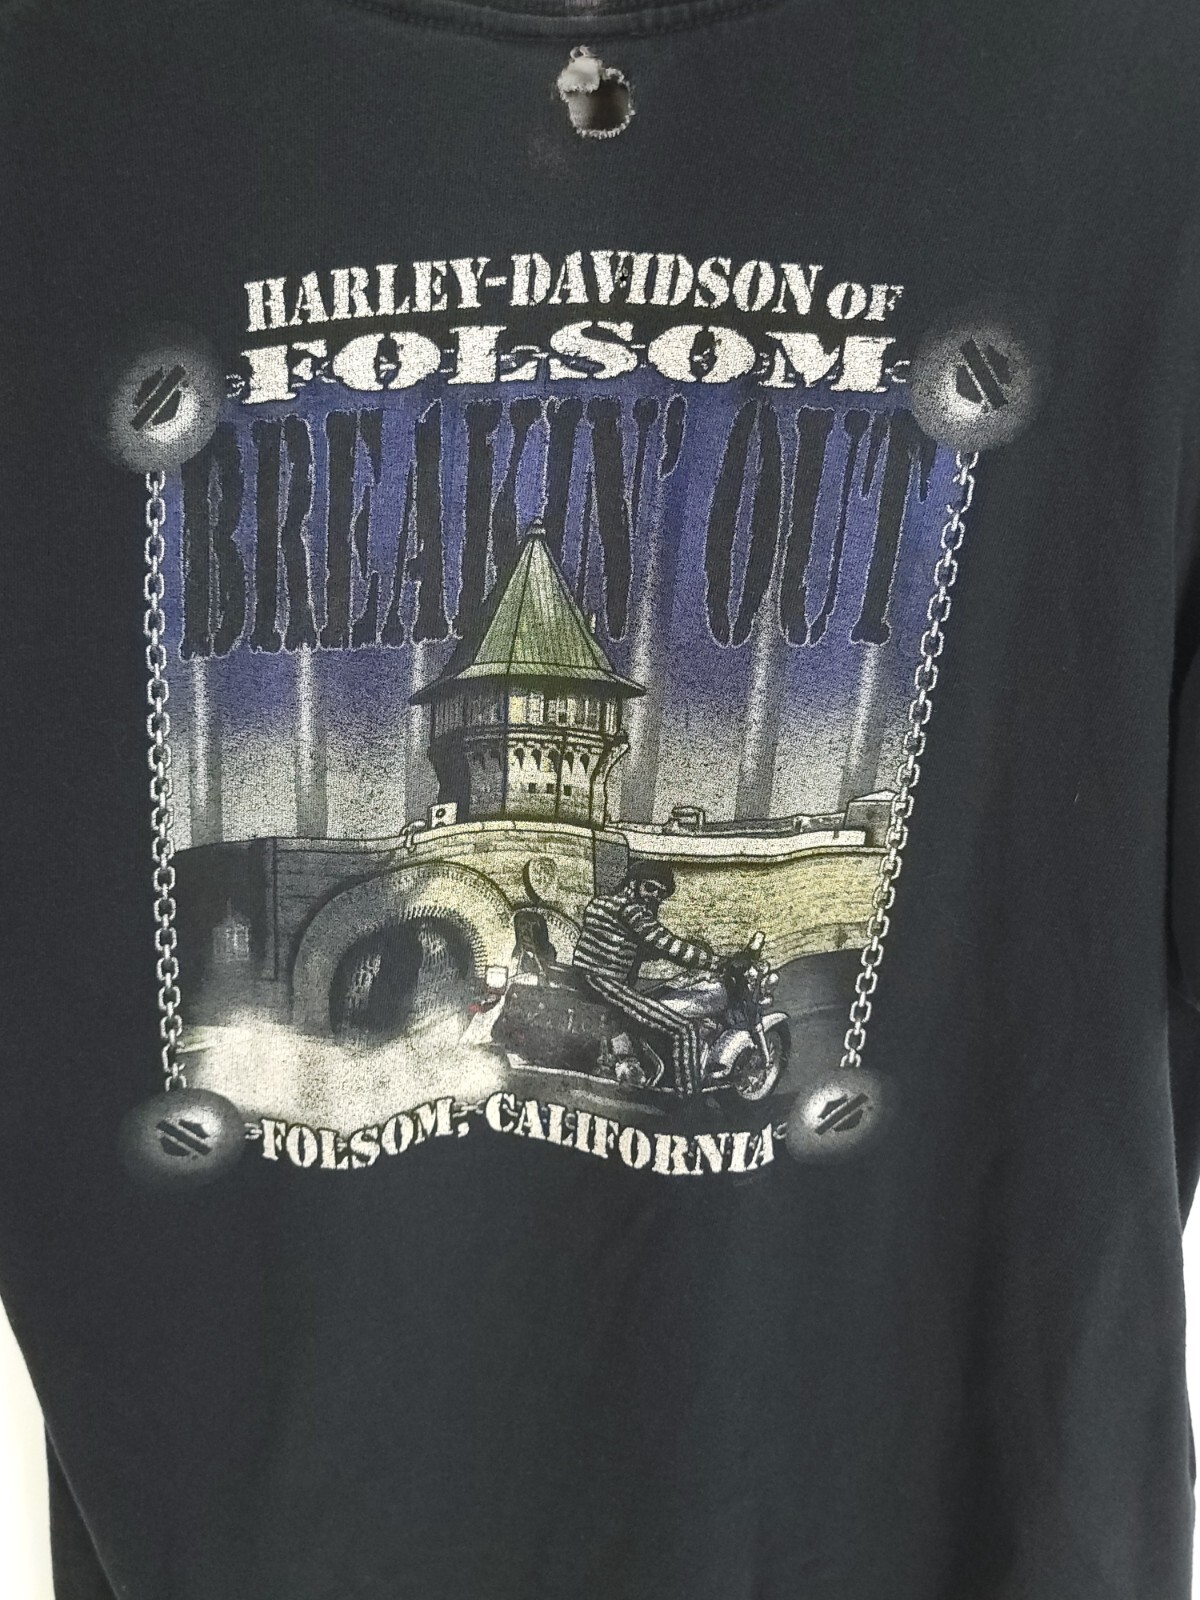 HARLEY-DAVIDSON OF
FOLSOM
BREAKIN' OUT
FOLSOM, CALIFORNIA